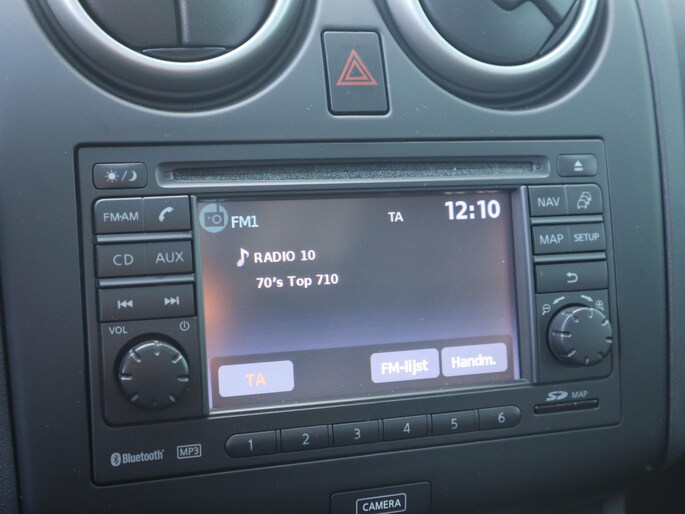 FM1 TA 12:10
RADIO 10
70's Top 710
TA FM-lijst Handm.
FM·AM
CD AUX
VOL
NAV
MAP SETUP
SD MAP
Bluetooth MP3
1 2 3 4 5 6
CAMERA